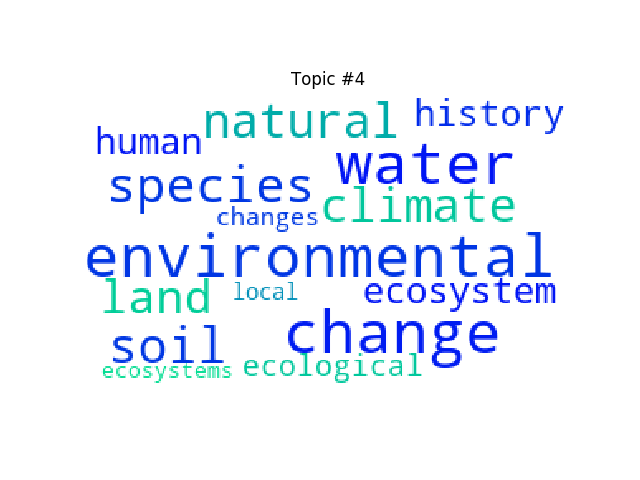 Topic #4
natural history
human
water
species
climate
changes
environmental
land local ecosystem
change
soil
ecological
ecosystems